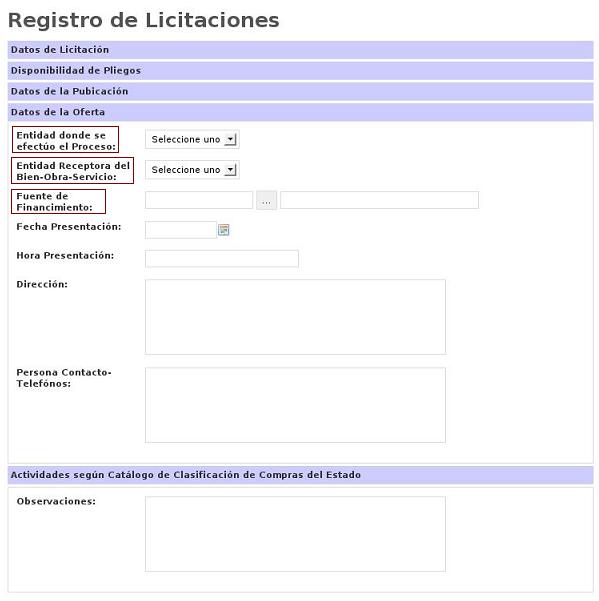 Registro de Licitaciones
Datos de Licitación
Disponibilidad de Pliegos
Datos de la Pubicación
Datos de la Oferta
Entidad donde se
efectúo el Proceso:
Seleccione uno
Entidad Receptora del
Bien-Obra-Servicio:
Seleccione uno
Fuente de
Financimiento:
...
Fecha Presentación:
Hora Presentación:
Dirección:
Persona Contacto-
Telefónos:
Actividades según Catálogo de Clasificación de Compras del Estado
Observaciones: